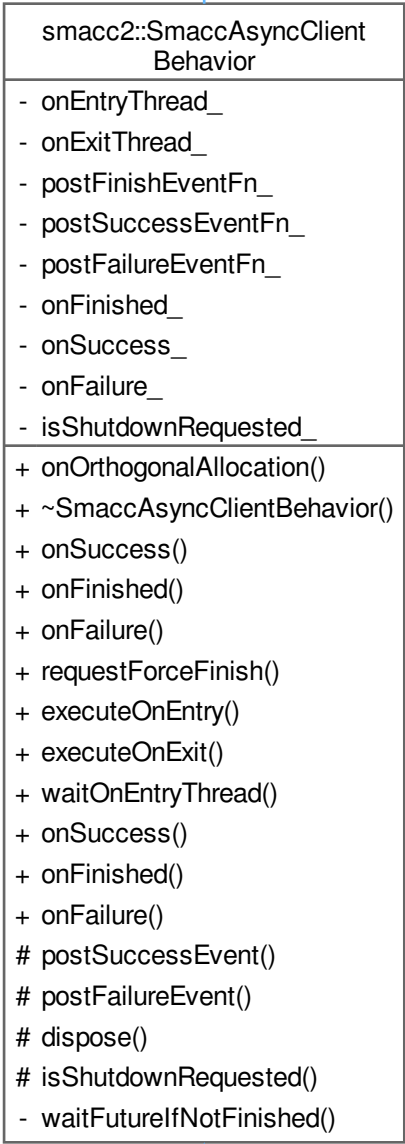 smacc2::SmaccAsyncClient
Behavior
- onEntryThread_
- onExitThread_
- postFinishEventFn_
- postSuccessEventFn_
- postFailureEventFn_
- onFinished_
- onSuccess_
- onFailure_
- isShutdownRequested_
+ onOrthogonalAllocation()
+ ~SmaccAsyncClientBehavior()
+ onSuccess()
+ onFinished()
+ onFailure()
+ requestForceFinish()
+ executeOnEntry()
+ executeOnExit()
+ waitOnEntryThread()
+ onSuccess()
+ onFinished()
+ onFailure()
# postSuccessEvent()
# postFailureEvent()
# dispose()
# isShutdownRequested()
- waitFutureIfNotFinished()